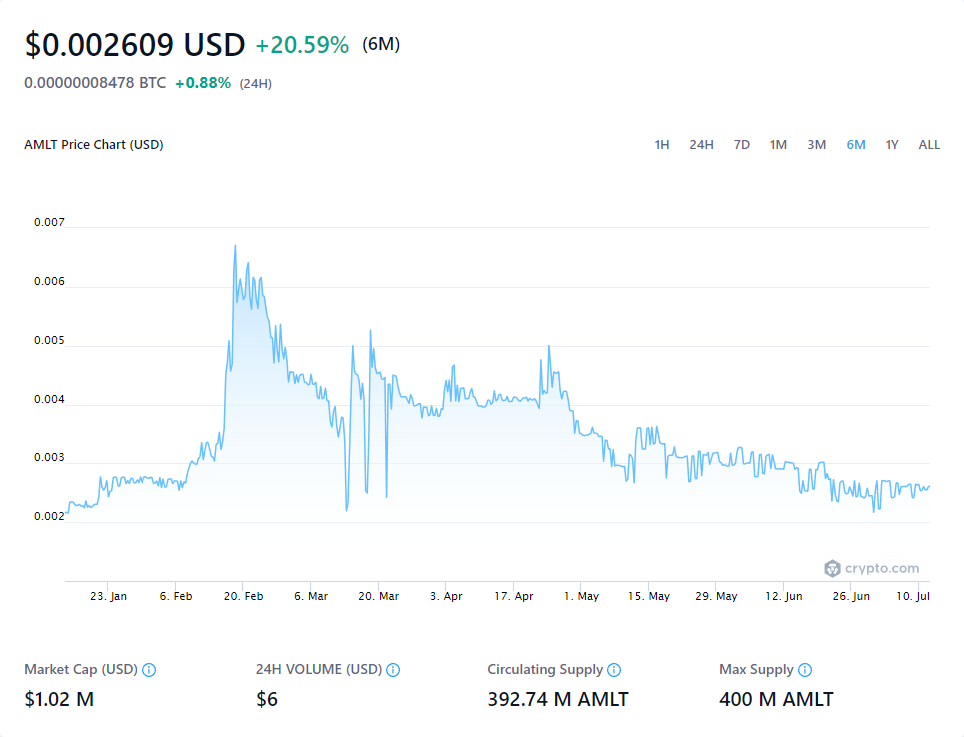 $0.002609 USD +20.59% (6M)
0.00000008478 BTC +0.88% (24H)
AMLT Price Chart (USD) 1H 24H 7D 1M 3M 6M 1Y ALL
0.007
0.006
0.005
0.004
0.003
0.002
crypto.com
23. Jan 6. Feb 20. Feb 6. Mar 20. Mar 3. Apr 17. Apr 1. May 15. May 29. May 12. Jun 26. Jun 10. Jul
Market Cap (USD) 24H VOLUME (USD) Circulating Supply Max Supply
$1.02 M $6 392.74 M AMLT 400 M AMLT